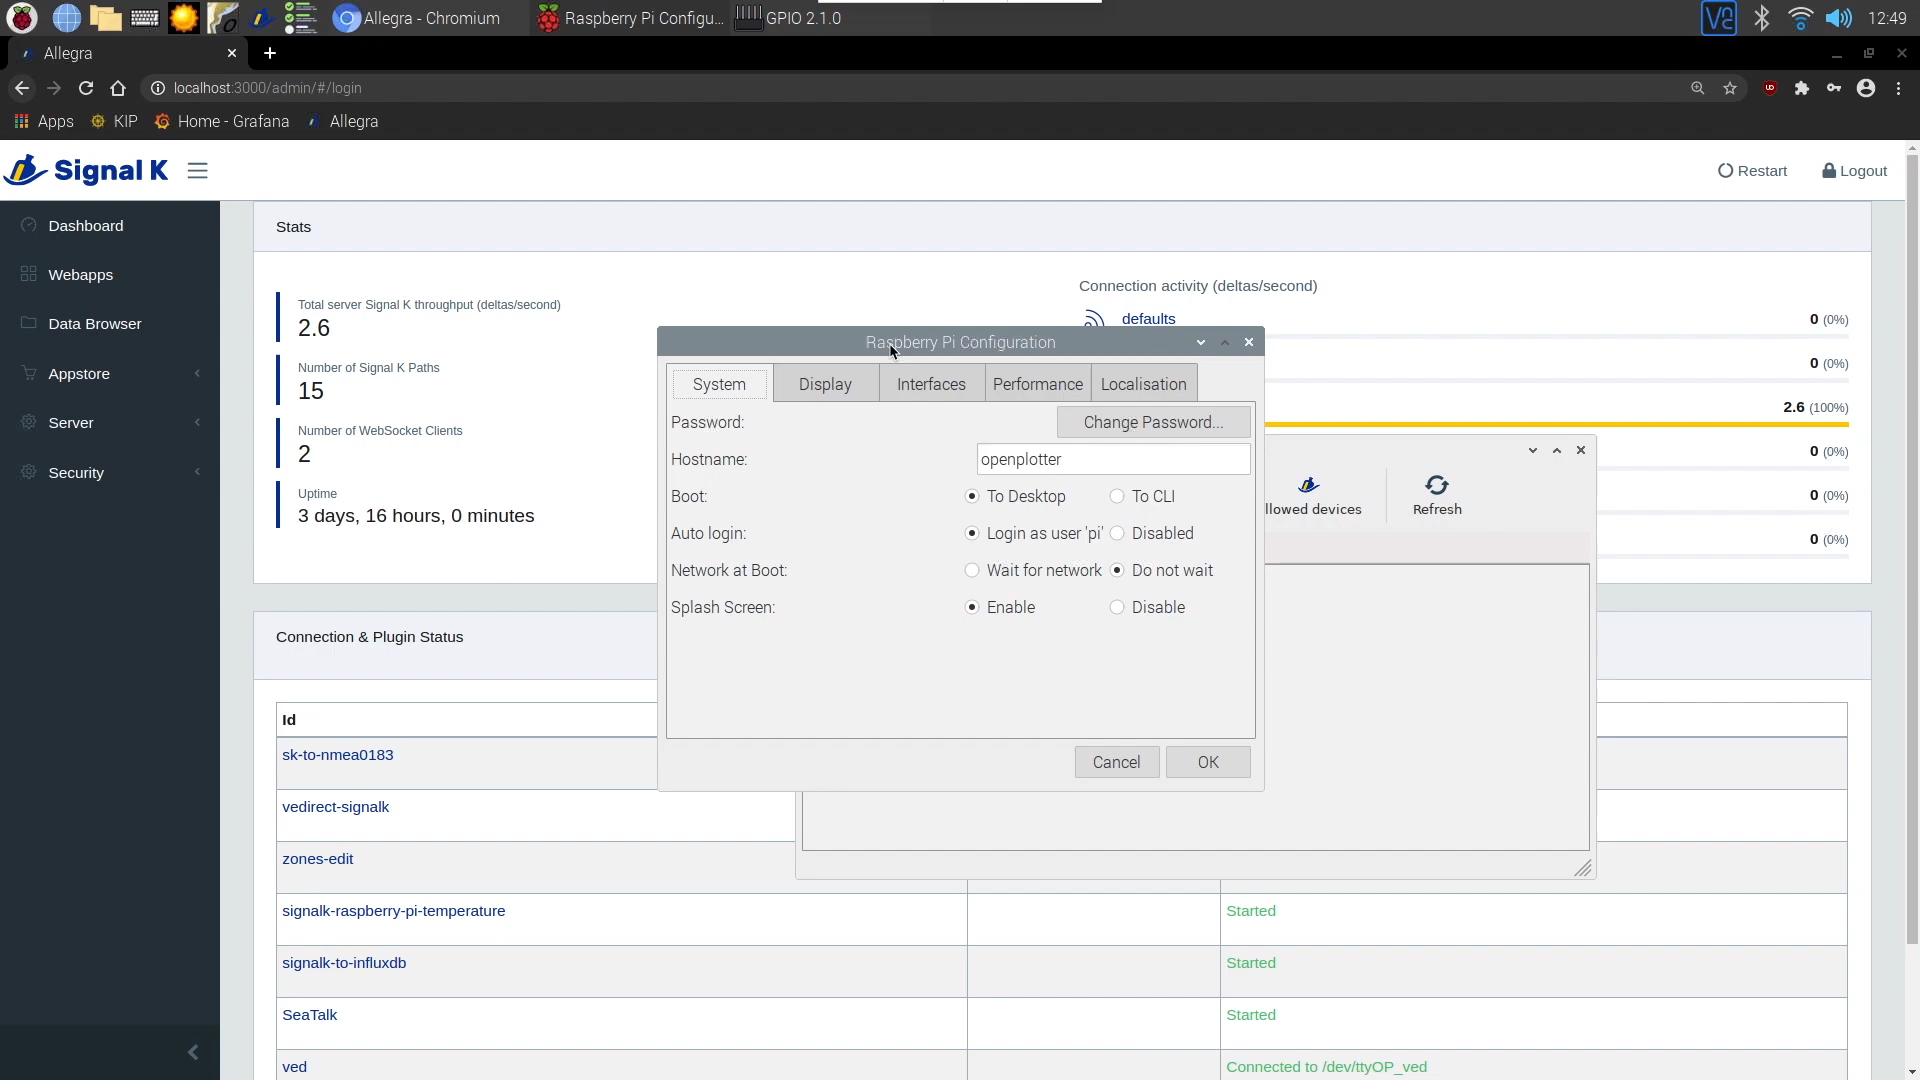 Allegra - Chromium
Raspberry Pi Configu...
GPIO 2.1.0
12:49
Allegra
localhost:3000/admin/#/login
Apps
KIP
Home - Grafana
Allegra
Signal K
Restart
Logout
Dashboard
Webapps
Data Browser
Appstore
Server
Security
Stats
Total server Signal K throughput (deltas/second)
2.6
Number of Signal K Paths
15
Number of WebSocket Clients
2
Uptime
3 days, 16 hours, 0 minutes
Connection activity (deltas/second)
defaults
0 (0%)
0 (0%)
2.6 (100%)
0 (0%)
0 (0%)
0 (0%)
Raspberry Pi Configuration
System
Display
Interfaces
Performance
Localisation
Password:
Change Password...
Hostname:
openplotter
Boot:
To Desktop
To CLI
Auto login:
Login as user 'pi'
Disabled
Network at Boot:
Wait for network
Do not wait
Splash Screen:
Enable
Disable
Cancel
OK
llowed devices
Refresh
Connection & Plugin Status
Id
sk-to-nmea0183
vedirect-signalk
zones-edit
signalk-raspberry-pi-temperature
Started
signalk-to-influxdb
Started
SeaTalk
Started
ved
Connected to /dev/ttyOP_ved